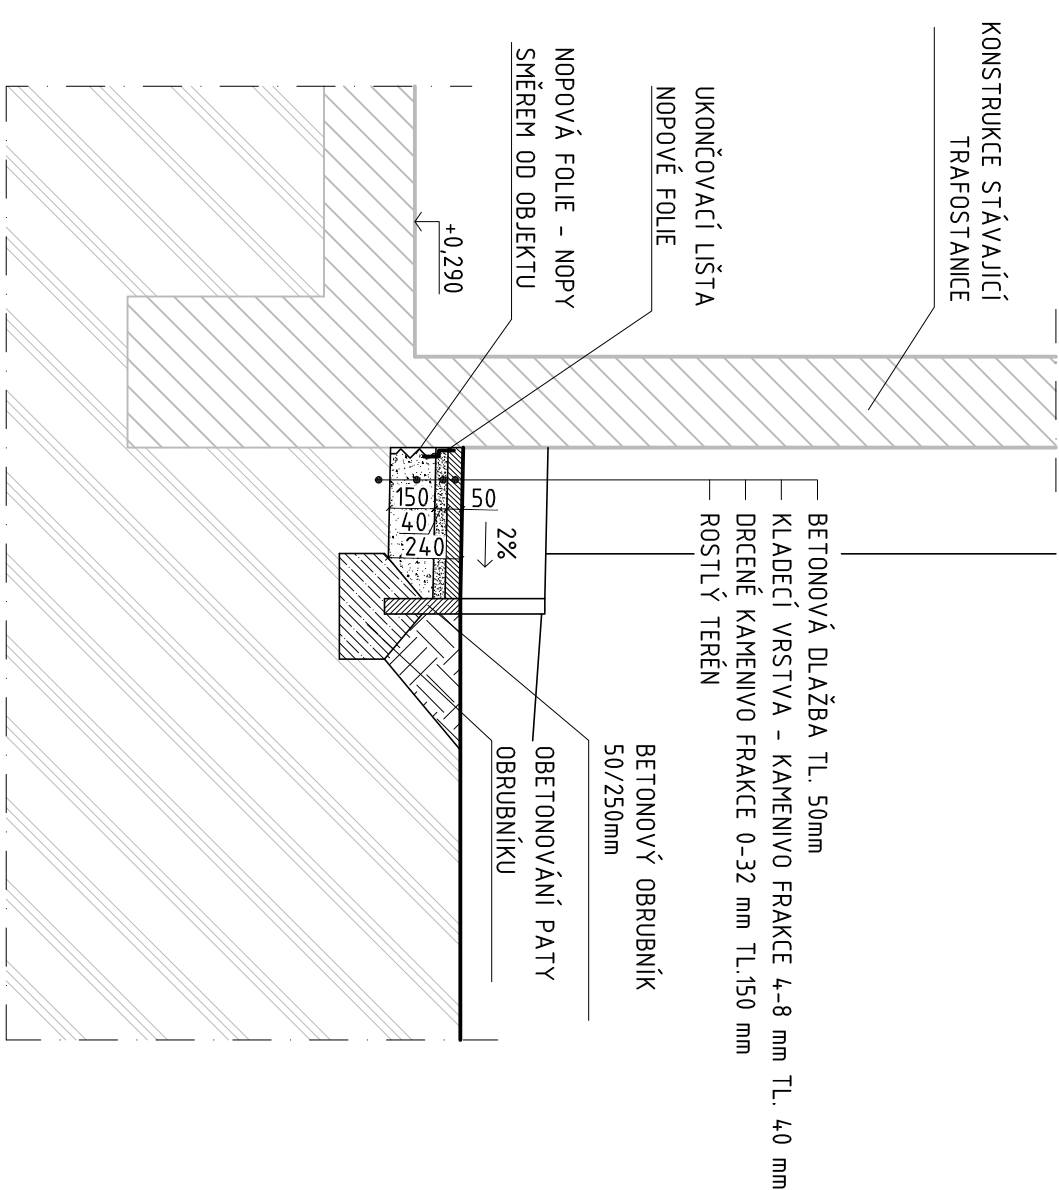 KONSTRUKCE STÁVAJÍCÍ
TRAFOSTANICE
UKONČOVACÍ LIŠTA
NOPOVÉ FOLIE
NOPOVÁ FOLIE - NOPY
SMĚREM OD OBJEKTU
+0,290
BETONOVÁ DLAŽBA TL. 50mm
KLADECÍ VRSTVA - KAMENIVO FRAKCE 4-8 mm TL. 40 mm
DRCENÉ KAMENIVO FRAKCE 0-32 mm TL.150 mm
ROSTLÝ TERÉN
2%
50
150
40
240
BETONOVÝ OBRUBNÍK
50/250mm
OBETONOVÁNÍ PATY
OBRUBNÍKU